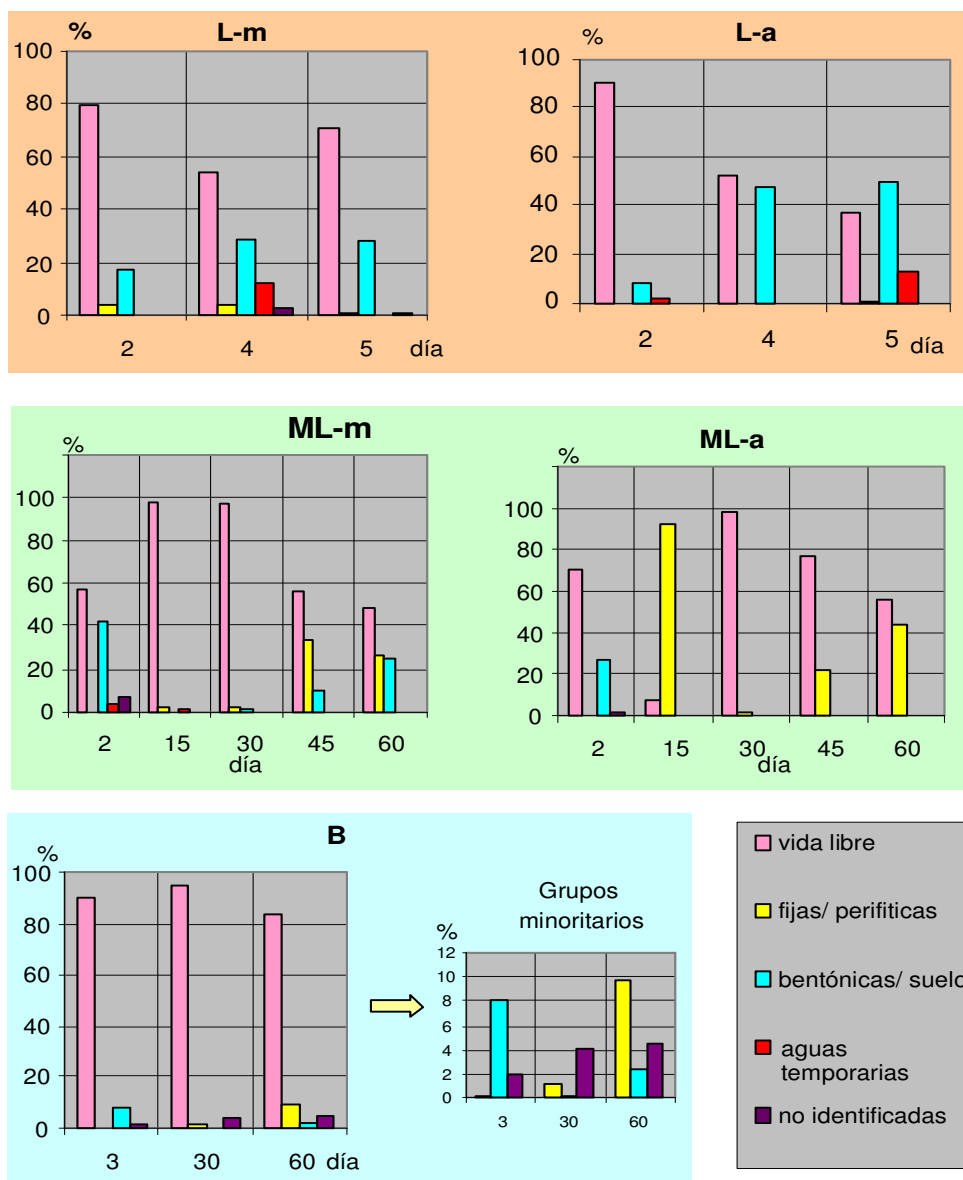 L-m
%
100
80
60
40
20
0
2 4 5 día
L-a
%
100
80
60
40
20
0
2 4 5 día
ML-m
%
100
80
60
40
20
0
2 15 30 45 60
día
ML-a
%
100
80
60
40
20
0
2 15 30 45 60
día
B
%
100
80
60
40
20
0
3 30 60 día
Grupos
minoritarios
%
12
10
8
6
4
2
0
3 30 60
vida libre
fijas/ perifiticas
bentónicas/ suelo
aguas
temporarias
no identificadas